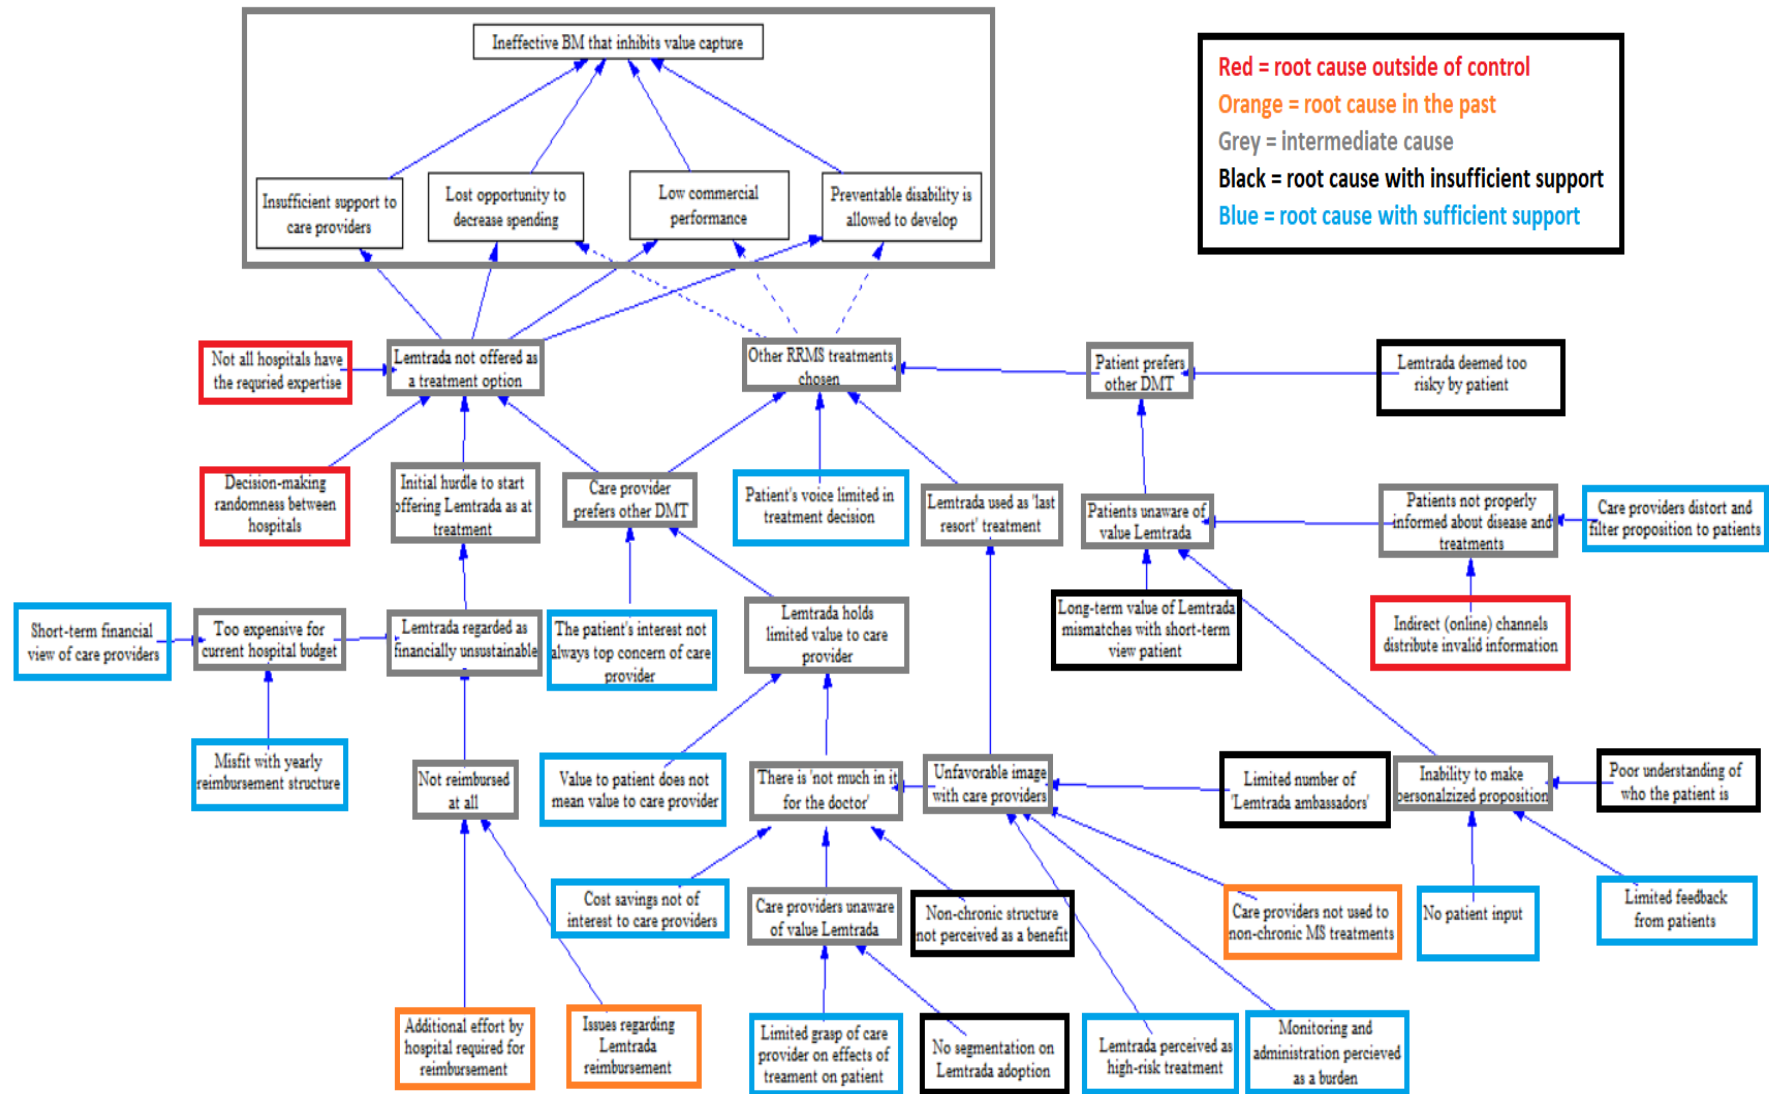 Ineffective BM that inhibits value capture
Red = root cause outside of control
Orange = root cause in the past
Grey = intermediate cause
Black = root cause with insufficient support
Blue = root cause with sufficient support
Insufficient support to
care providers
Lost opportunity to
decrease spending
Low commercial
performance
Preventable disability is
allowed to develop
Not all hospitals have
the requried expertise
Lemtrada not offered as
a treatment option
Other RRMS treatments
chosen
Patient prefers
other DMT
Lemtrada deemed too
risky by patient
Decision-making
randomness between
hospitals
Initial hurdle to start
offering Lemtrada as at
treatment
Care provider
prefers other DMT
Patient's voice limited in
treatment decision
Lemtrada used as 'last
resort' treatment
Patients unaware of
value Lemtrada
Patients not properly
informed about disease and
treatments
Care providers distort and
filter proposition to patients
Short-term financial
view of care providers
Too expensive for
current hospital budget
Lemtrada regarded as
financially unsustainable
The patient's interest not
always top concern of care
provider
Lemtrada holds
limited value to care
provider
Long-term value of Lemtrada
mismatches with short-term
view patient
Indirect (online) channels
distribute invalid information
Misfit with yearly
reimbursement structure
Not reimbursed
at all
Value to patient does not
mean value to care provider
There is 'not much in it
for the doctor'
Unfavorable image
with care providers
Limited number of
'Lemtrada ambassadors'
Inability to make
personalzized proposition
Poor understanding of
who the patient is
Cost savings not of
interest to care providers
Care providers unaware
of value Lemtrada
Non-chronic structure
not perceived as a benefit
Care providers not used to
non-chronic MS treatments
No patient input
Limited feedback
from patients
Additional effort by
hospital required for
reimbursement
Issues regarding
Lemtrada
reimbursement
Limited grasp of care
provider on effects of
treament on patient
No segmentation on
Lemtrada adoption
Lemtrada perceived as
high-risk treatment
Monitoring and
administration percieved
as a burden